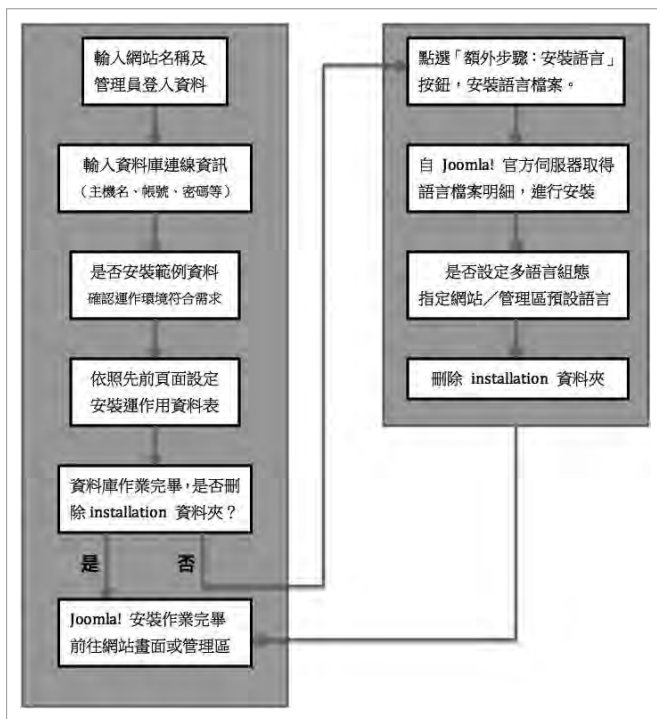 輸入網站名稱及
管理員登入資料
輸入資料庫連線資訊
（主機名、帳號、密碼等）
是否安裝範例資料
確認運作環境符合需求
依照先前頁面設定
安裝運作用資料表
資料庫作業完畢，是否刪
除 installation 資料夾？
是
否
Joomla! 安裝作業完畢
前往網站畫面或管理區
點選「額外步驟：安裝語言」
按鈕，安裝語言檔案。
自 Joomla! 官方伺服器取得
語言檔案明細，進行安裝
是否設定多語言組態
指定網站／管理區預設語言
刪除 installation 資料夾